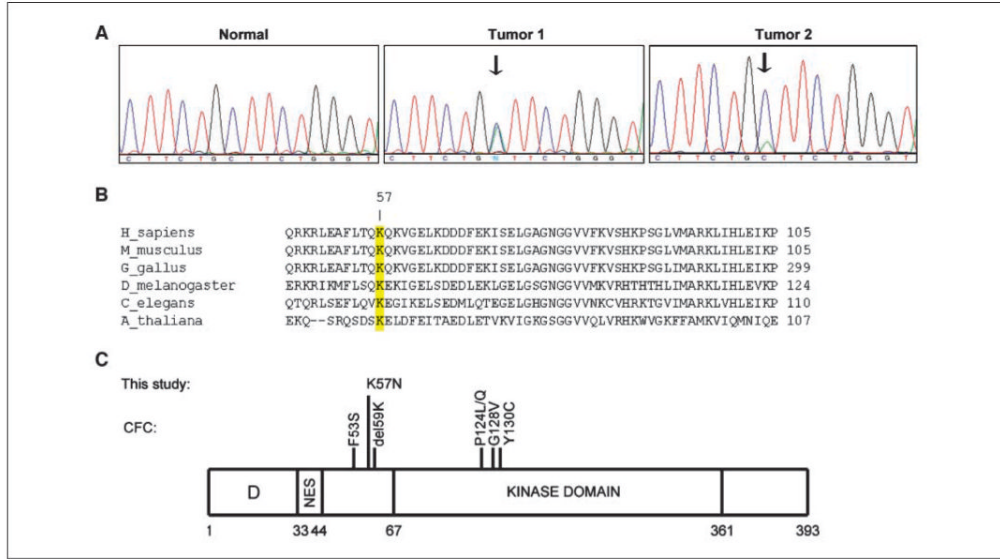 A
Normal Tumor 1 Tumor 2
C T T C T G C T T C T G G G T C T T C T G N T T C T G G G T C T T C T G C T T C T G G G T
B
57
H_sapiens QRKRLEAFLTQKQKVGELKDDDFEKISELGAGNGGVVFKVSHKPSGLVMARKLIHLEIKP 105
M_musculus QRKRLEAFLTQKQKVGELKDDDFEKISELGAGNGGVVFKVSHKPSGLVMARKLIHLEIKP 105
G_gallus QRKRLEAFLTQKQKVGELKDDDFEKISELGAGNGGVVFKVSHKPSGLIMARKLIHLEIKP 299
D_melanogaster ERKRIKMFLSQKEKIGELSDEDLEKLGELGSGNGGVVMKVRHTHTHLIMARKLIHLEVKP 124
C_elegans QTQRLSEFLQVKEGIKELSEDMLQTEGELGHGNGGVVNKCVHRKTGVIMARKLVHLEIKP 110
A_thaliana EKQ--SRQSDSKELDFEITAEDLETVKVIGKGSGGVVQLVRHKWVGKFFAMKVIQMNIQE 107
C
This study: K57N
CFC: F53S del59K P124L/Q G128V Y130C
D NES KINASE DOMAIN
1 33 44 67 361 393